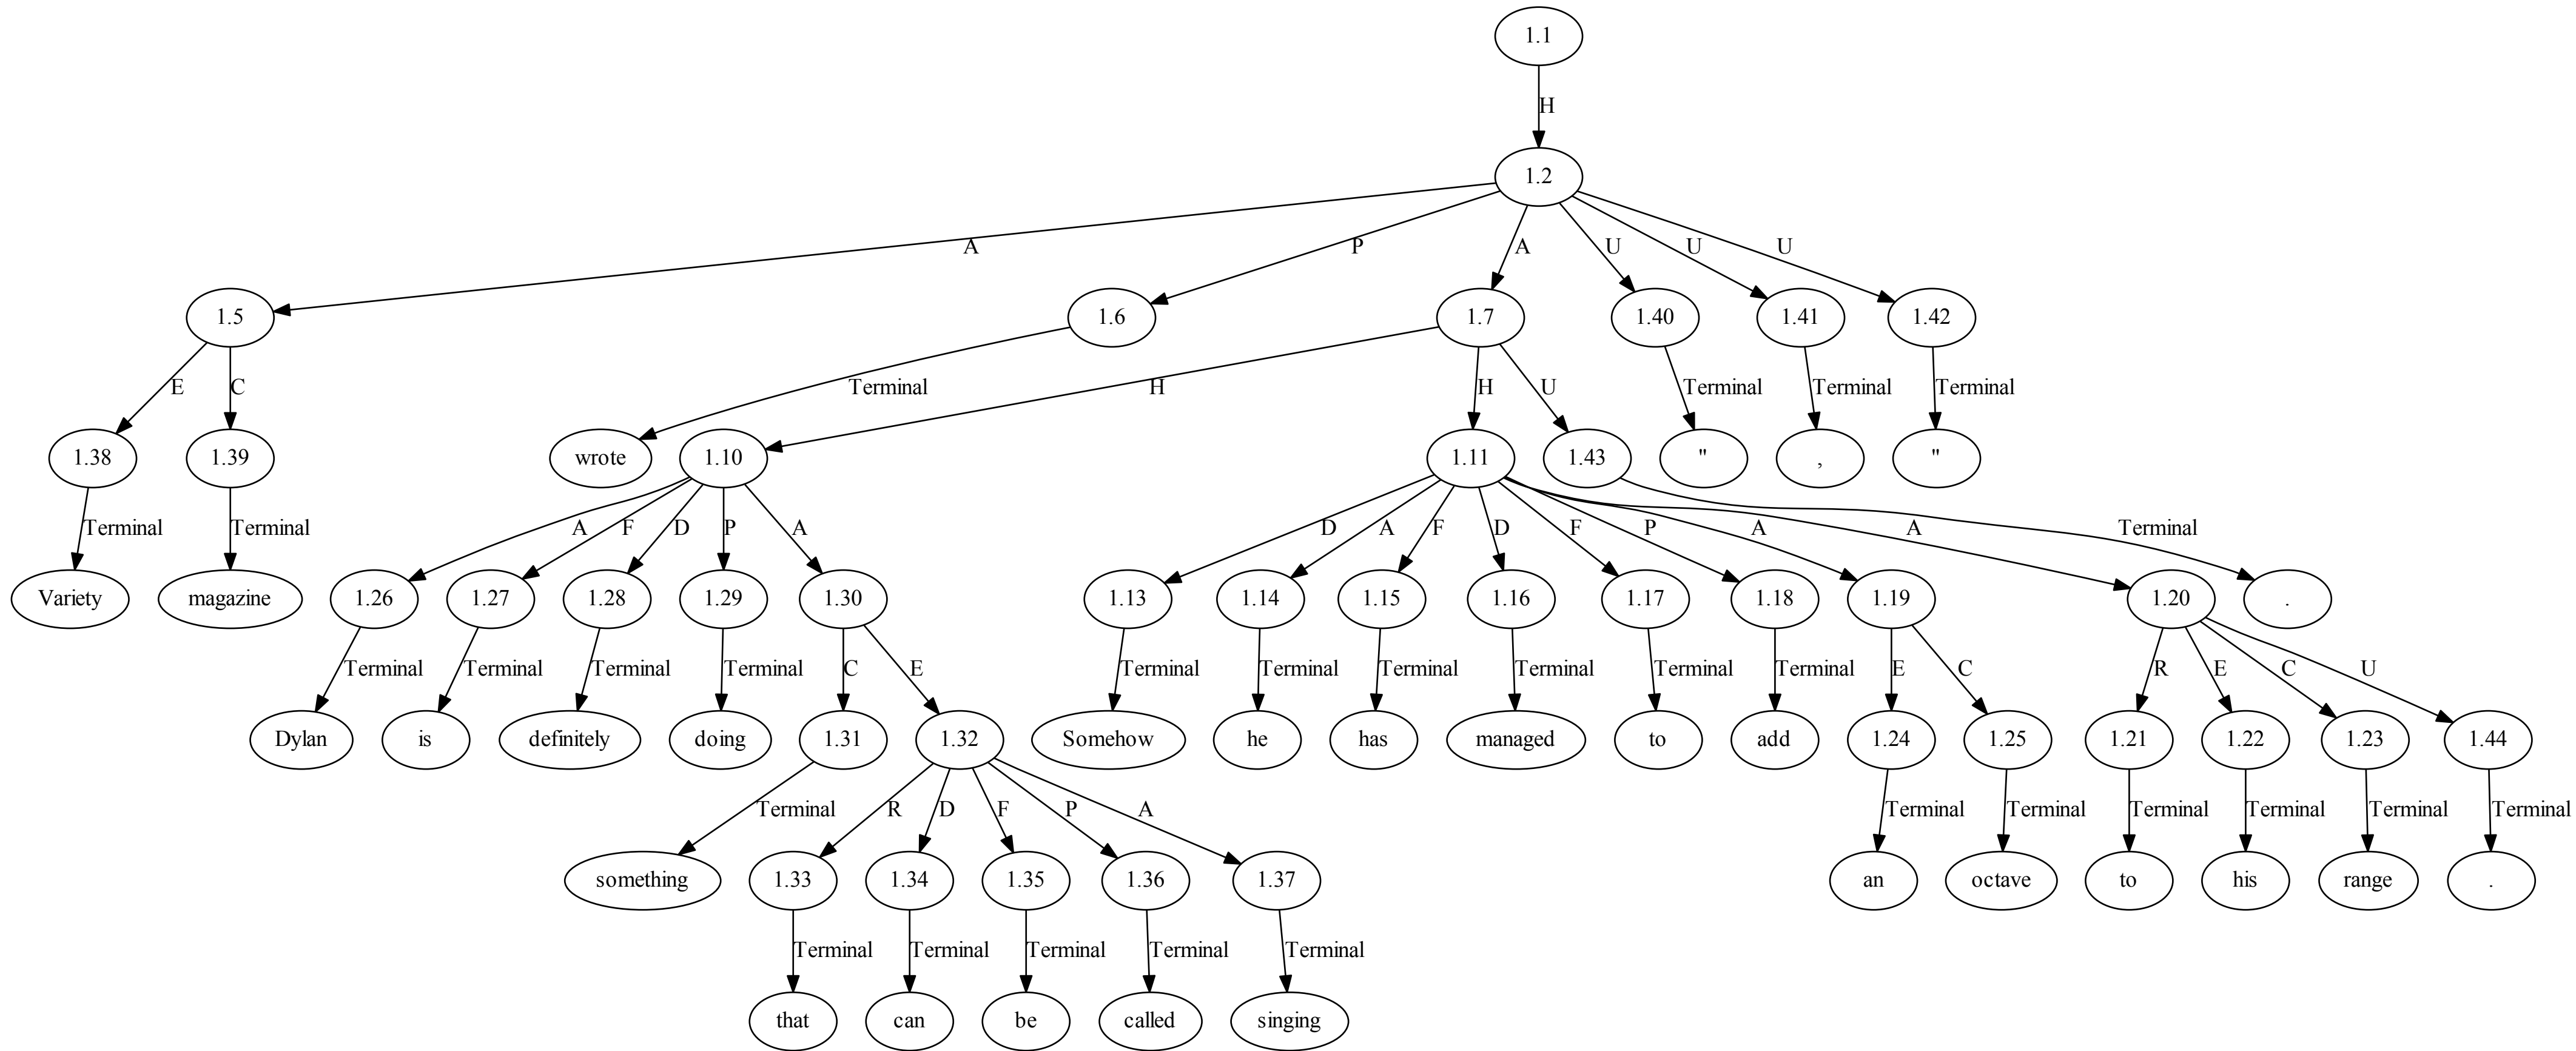 1.1
H
1.2
A P A U U U
1.5 1.6 1.7 1.40 1.41 1.42
E C Terminal H H U Terminal Terminal Terminal
1.38 1.39 wrote 1.10 1.11 1.43 " , "
Terminal Terminal A F D P A D A F D F P A A Terminal
Variety magazine 1.26 1.27 1.28 1.29 1.30 1.13 1.14 1.15 1.16 1.17 1.18 1.19 1.20 .
Terminal Terminal Terminal Terminal C E Terminal Terminal Terminal Terminal Terminal Terminal E C R E C U
Dylan is definitely doing 1.31 1.32 Somehow he has managed to add 1.24 1.25 1.21 1.22 1.23 1.44
Terminal R D F P A Terminal Terminal Terminal Terminal Terminal Terminal
something 1.33 1.34 1.35 1.36 1.37 an octave to his range .
Terminal Terminal Terminal Terminal Terminal
that can be called singing